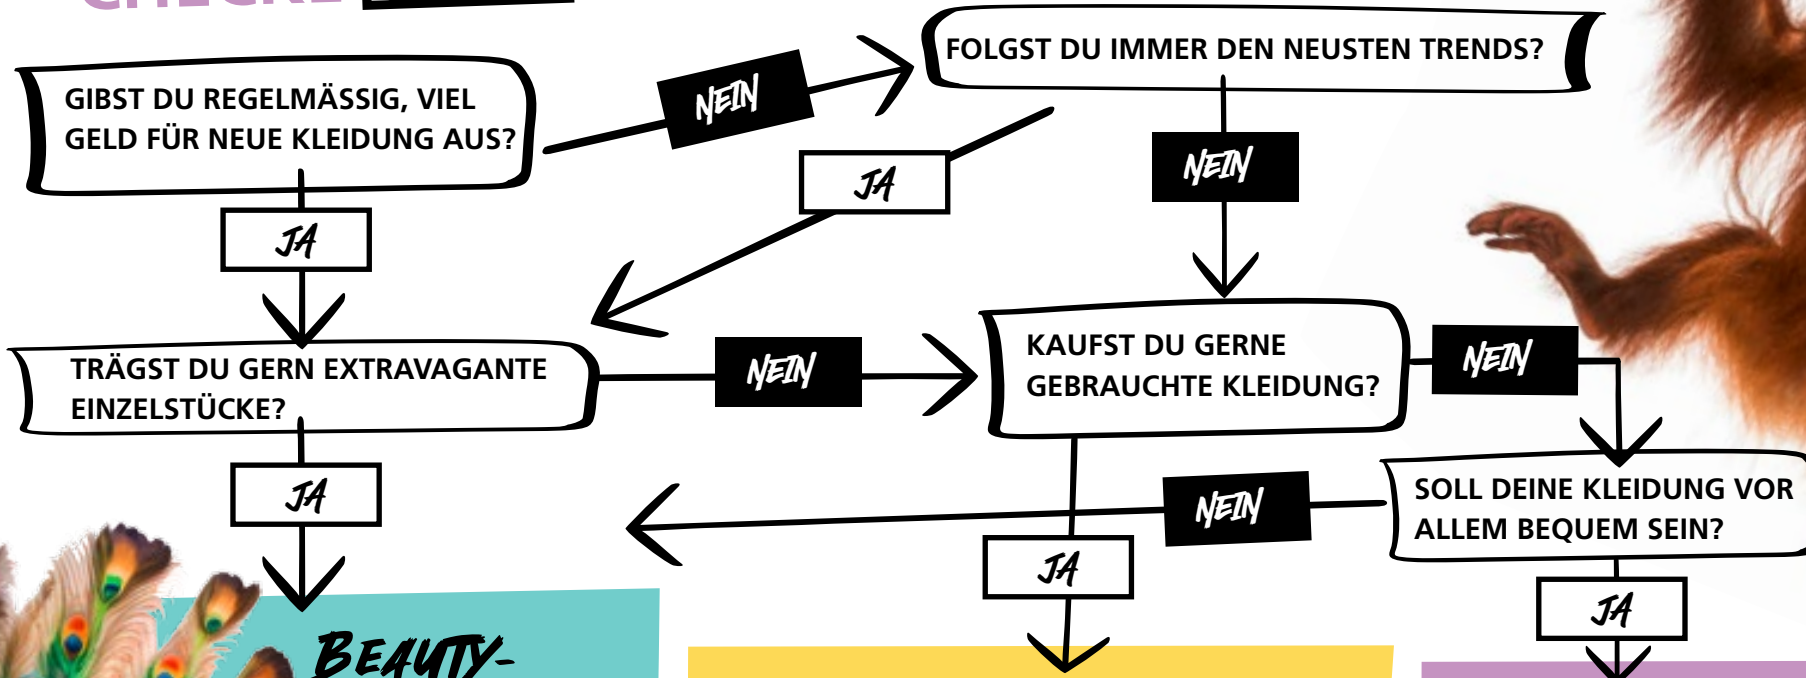 GIBST DU REGELMÄSSIG, VIEL
GELD FÜR NEUE KLEIDUNG AUS?
NEIN
FOLGST DU IMMER DEN NEUSTEN TRENDS?
JA
NEIN
JA
TRÄGST DU GERN EXTRAVAGANTE
EINZELSTÜCKE?
NEIN
KAUFST DU GERNE
GEBRAUCHTE KLEIDUNG?
NEIN
JA
NEIN
SOLL DEINE KLEIDUNG VOR
ALLEM BEQUEM SEIN?
JA
JA
BEAUTY-